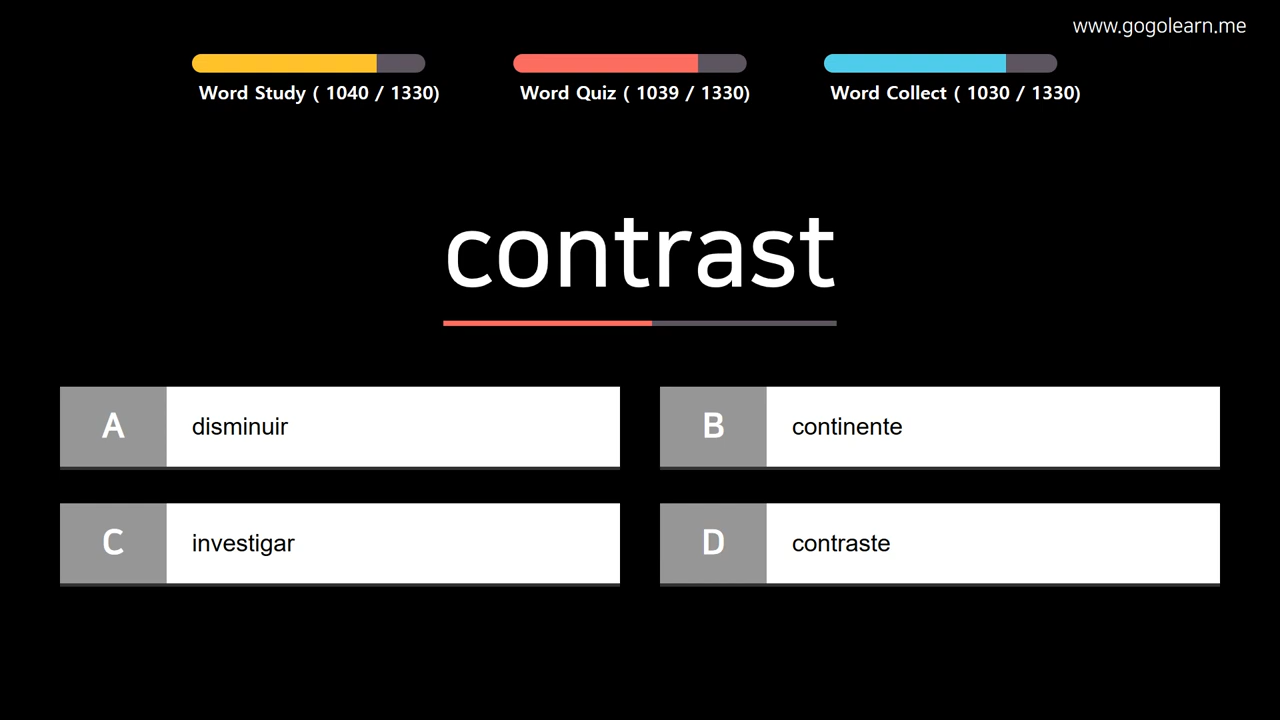 www.gogolearn.me
Word Study ( 1040 / 1330)
Word Quiz ( 1039 / 1330)
Word Collect ( 1030 / 1330)
contrast
A disminuir
B continente
C investigar
D contraste